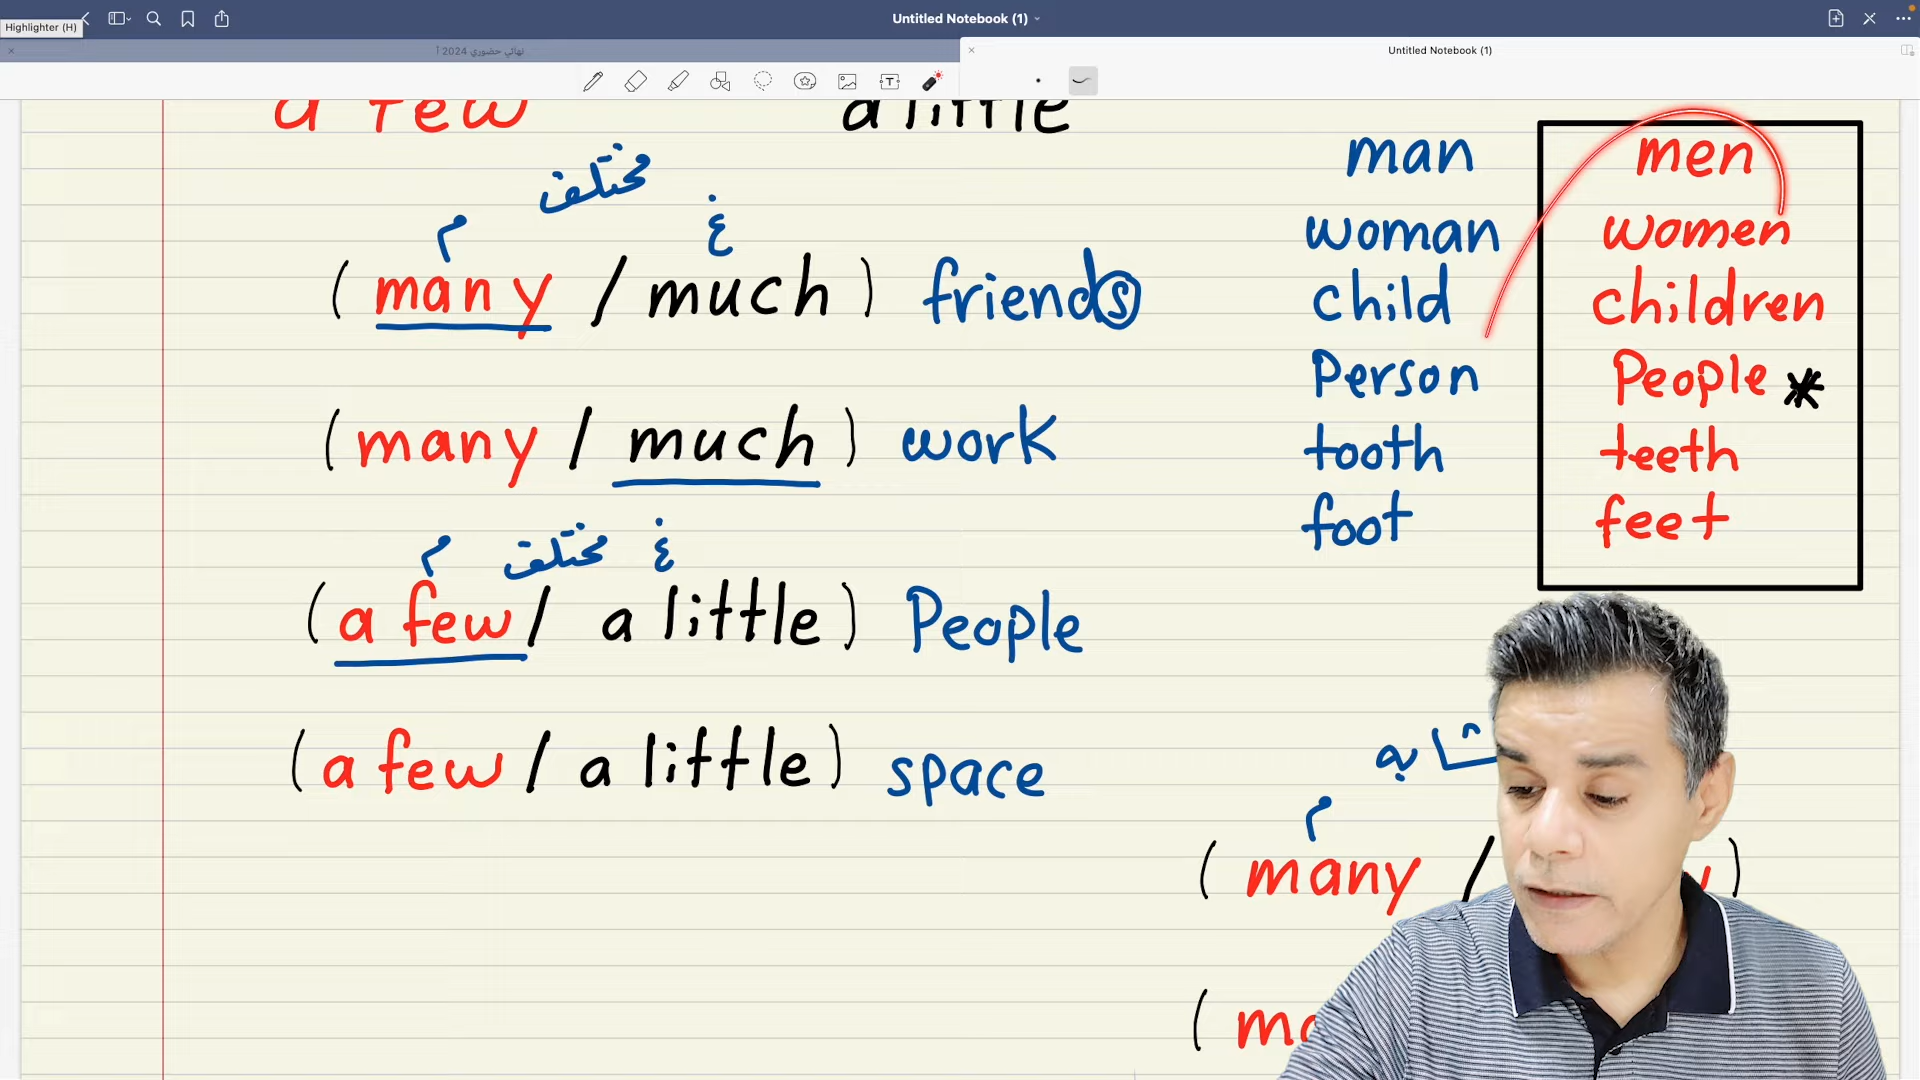 Highlighter (H)
Untitled Notebook (1)
نهائي حضوري 2024 أ
Untitled Notebook (1)
a few
a little
مختلف
م
غ
( many / much ) friends
( many / much ) work
م
مختلف
غ
( a few / a little ) People
( a few / a little ) space
man men
woman women
child children
Person People *
tooth teeth
foot feet
م
( many / )
(